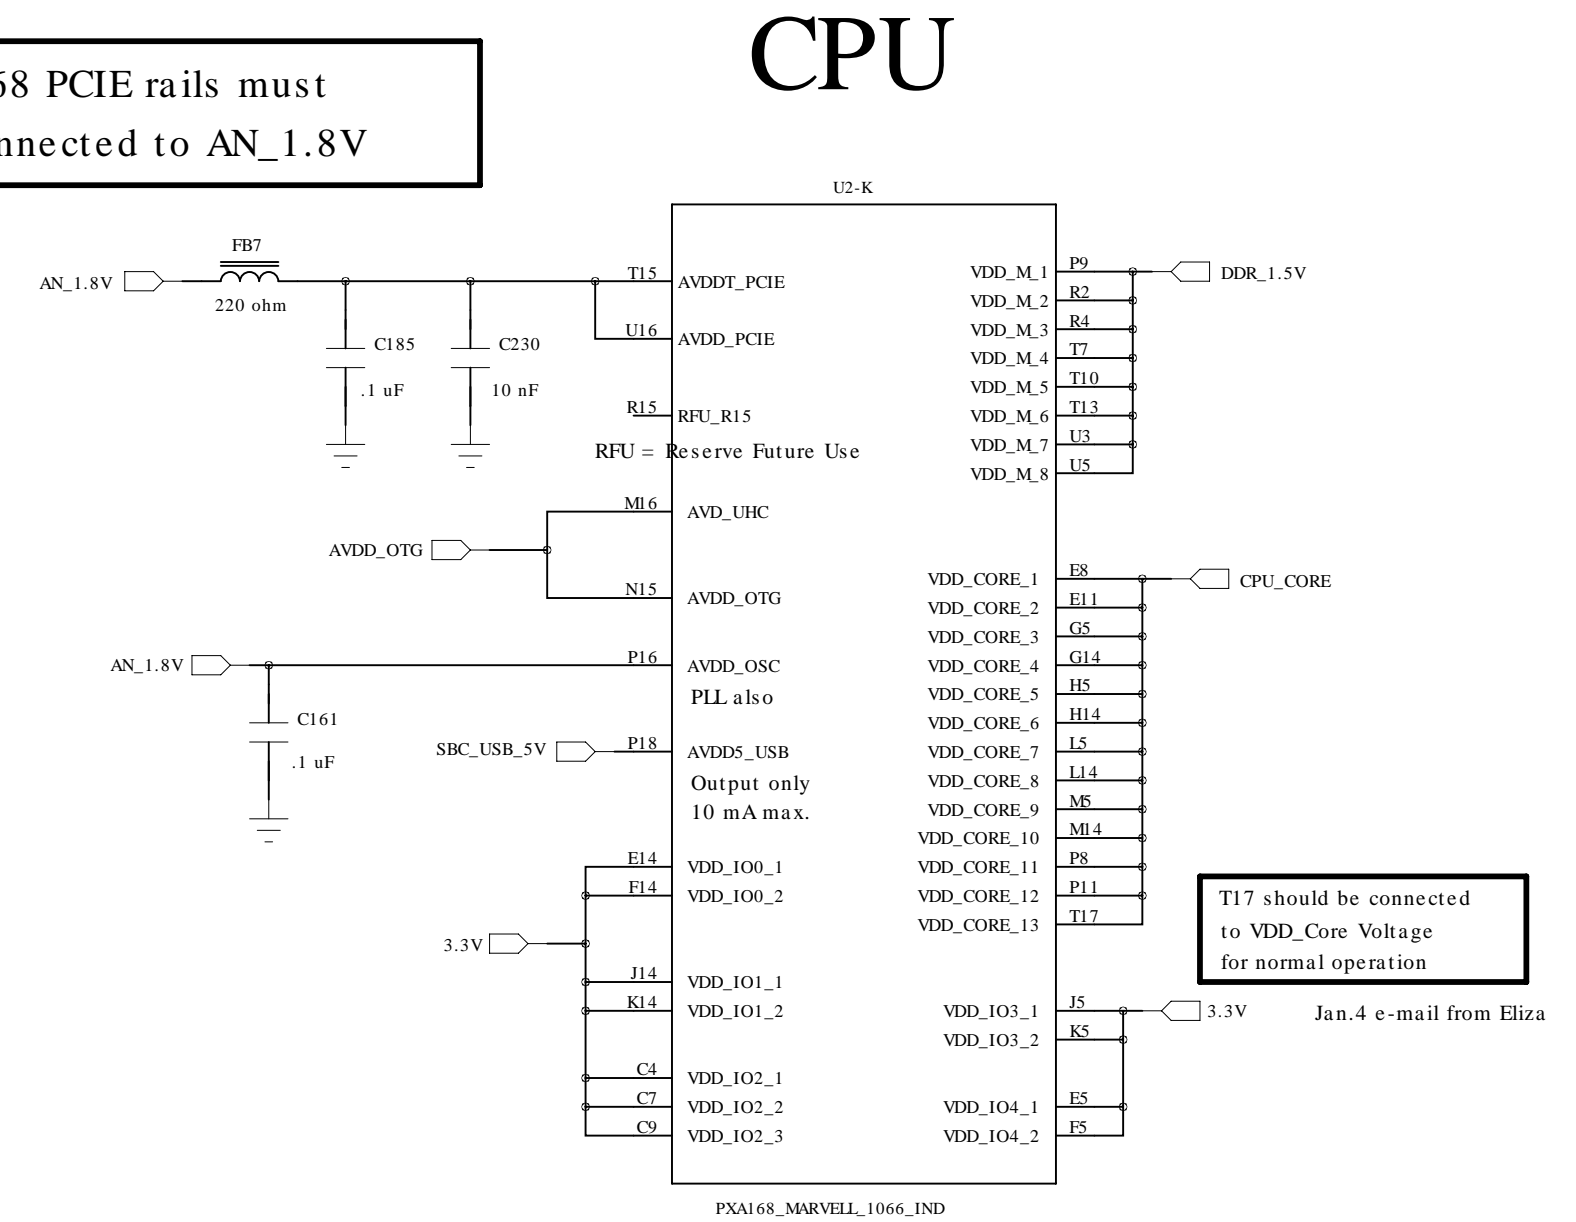 CPU
68 PCIE rails must
nnected to AN_1.8V
U2-K
FB7
AN_1.8V
220 ohm
C185
.1 uF
C230
10 nF
T15
AVDDT_PCIE
U16
AVDD_PCIE
R15
RFU_R15
RFU = Reserve Future Use
M16
AVD_UHC
AVDD_OTG
N15
AVDD_OTG
AN_1.8V
P16
AVDD_OSC
PLL also
C161
.1 uF
SBC_USB_5V
P18
AVDD5_USB
Output only
10 mA max.
E14
VDD_IO0_1
F14
VDD_IO0_2
3.3V
J14
VDD_IO1_1
K14
VDD_IO1_2
C4
VDD_IO2_1
C7
VDD_IO2_2
C9
VDD_IO2_3
VDD_M_1
P9
DDR_1.5V
VDD_M_2
R2
VDD_M_3
R4
VDD_M_4
T7
VDD_M_5
T10
VDD_M_6
T13
VDD_M_7
U3
VDD_M_8
U5
VDD_CORE_1
E8
CPU_CORE
VDD_CORE_2
E11
VDD_CORE_3
G5
VDD_CORE_4
G14
VDD_CORE_5
H5
VDD_CORE_6
H14
VDD_CORE_7
L5
VDD_CORE_8
L14
VDD_CORE_9
M5
VDD_CORE_10
M14
VDD_CORE_11
P8
VDD_CORE_12
P11
VDD_CORE_13
T17
T17 should be connected
to VDD_Core Voltage
for normal operation
Jan.4 e-mail from Eliza
VDD_IO3_1
J5
3.3V
VDD_IO3_2
K5
VDD_IO4_1
E5
VDD_IO4_2
F5
PXA168_MARVELL_1066_IND